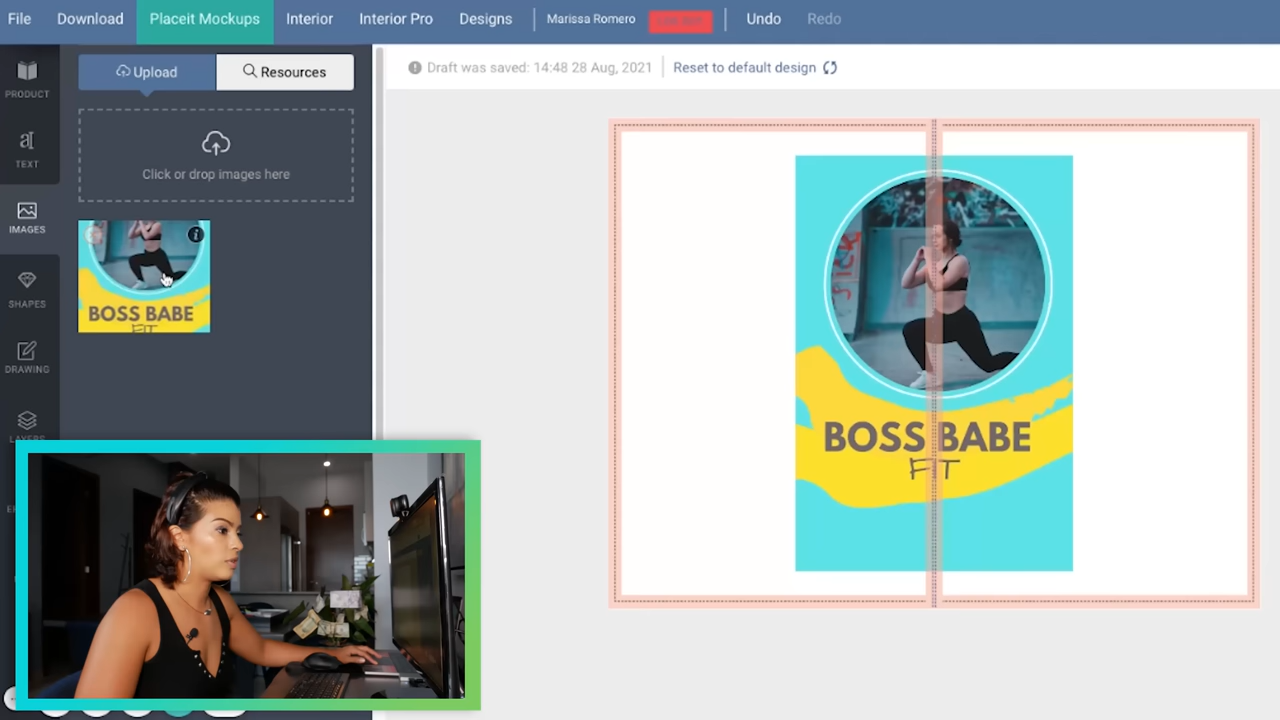 File Download Placeit Mockups Interior Interior Pro Designs Marissa Romero Undo Redo
Upload Resources
Draft was saved: 14:48 28 Aug, 2021 Reset to default design
PRODUCT
Click or drop images here
TEXT
IMAGES
BOSS BABE
FIT
SHAPES
DRAWING
LAYERS
BOSS BABE
FIT